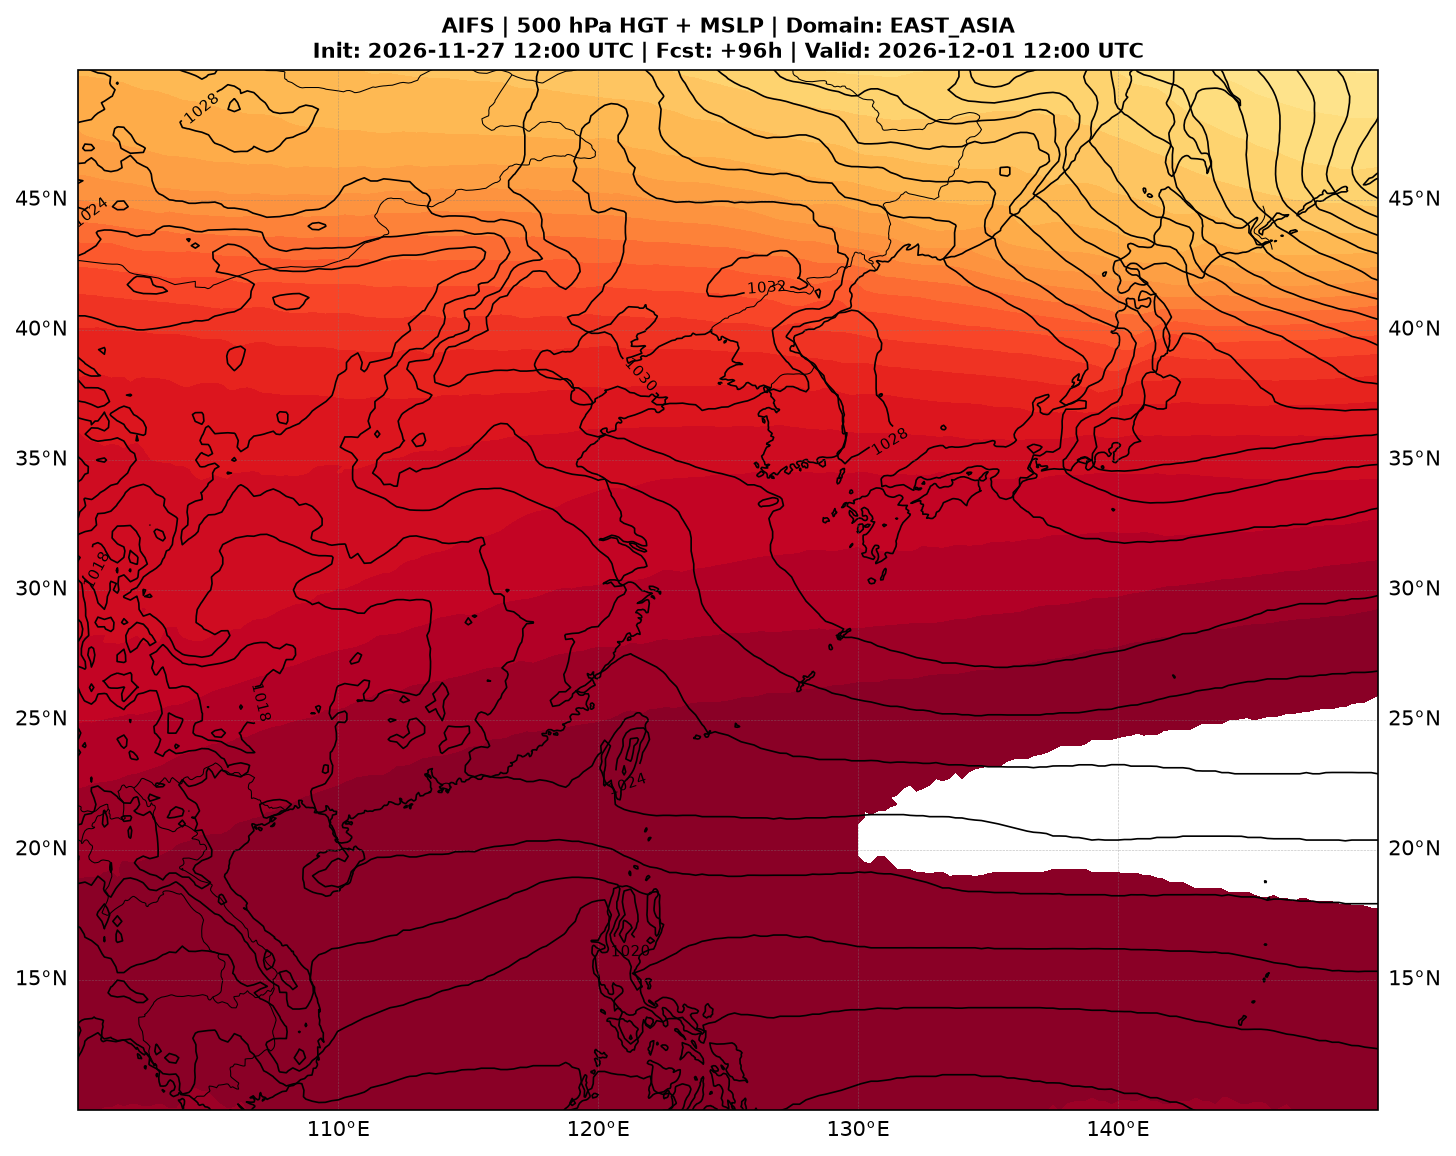 AIFS | 500 hPa HGT + MSLP | Domain: EAST_ASIA
Init: 2026-11-27 12:00 UTC | Fcst: +96h | Valid: 2026-12-01 12:00 UTC
1028
45°N 1024 45°N
1032
40°N 40°N
1030
1028
35°N 35°N
1018
30°N 30°N
1018
25°N 25°N
1024
20°N 20°N
1020
15°N 15°N
110°E 120°E 130°E 140°E